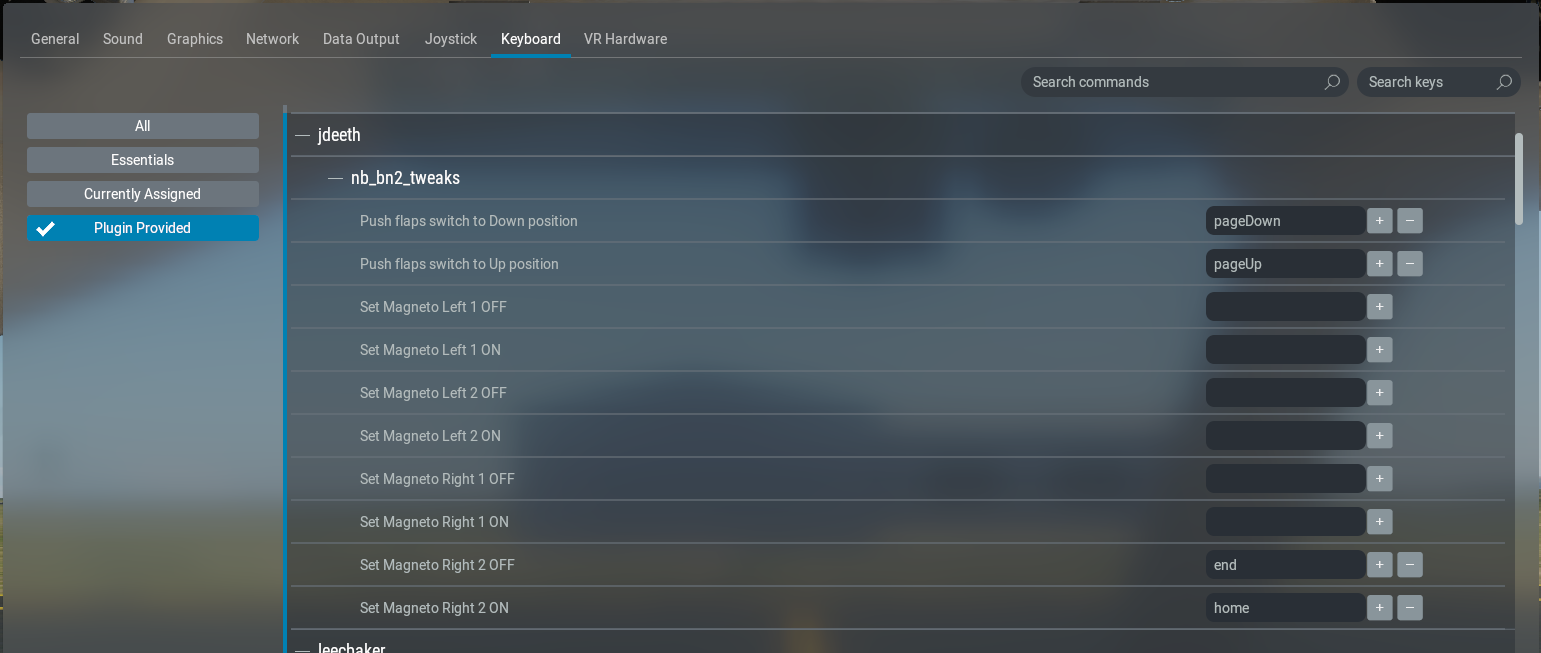 General Sound Graphics Network Data Output Joystick Keyboard VR Hardware
Search commands Search keys
All
Essentials
Currently Assigned
Plugin Provided
— jdeeth
— nb_bn2_tweaks
Push flaps switch to Down position pageDown + −
Push flaps switch to Up position pageUp + −
Set Magneto Left 1 OFF +
Set Magneto Left 1 ON +
Set Magneto Left 2 OFF +
Set Magneto Left 2 ON +
Set Magneto Right 1 OFF +
Set Magneto Right 1 ON +
Set Magneto Right 2 OFF end + −
Set Magneto Right 2 ON home + −
— leecbaker